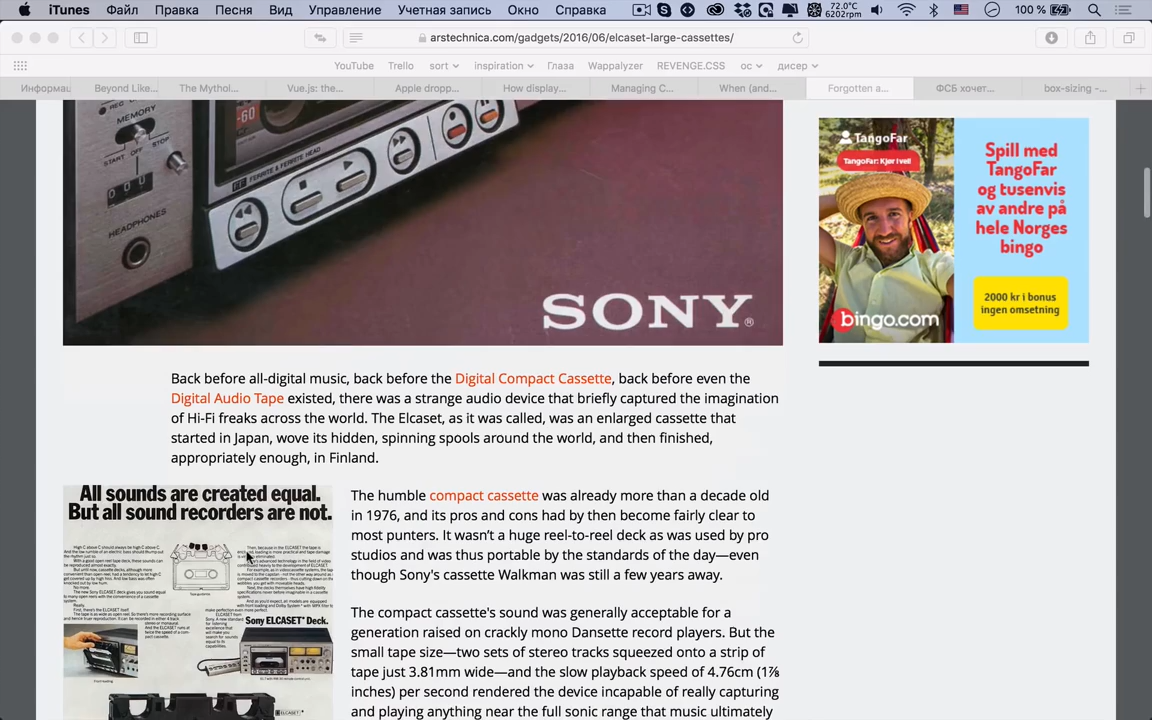 iTunes Файл Правка Песня Вид Управление Учетная запись Окно Справка 72.0°C 6202rpm 100 %
arstechnica.com/gadgets/2016/06/elcaset-large-cassettes/
YouTube Trello sort inspiration Глаза Wappalyzer REVENGE.CSS ос дисер
Информац Beyond Like... The Mythol... Vue.js: the... Apple dropp... How display... Managing C... When (and... Forgotten a... ФСБ хочет... box-sizing -...
REC
MEMORY
START OFF STOP
-60
FERRITE & FERRITE HEAD
HEADPHONES
SONY®
TangoFar
TangoFar: Kjør i vei!
Spill med
TangoFar
og tusenvis
av andre på
hele Norges
bingo
2000 kr i bonus
ingen omsetning
bingo.com
Back before all-digital music, back before the Digital Compact Cassette, back before even the
Digital Audio Tape existed, there was a strange audio device that briefly captured the imagination
of Hi-Fi freaks across the world. The Elcaset, as it was called, was an enlarged cassette that
started in Japan, wove its hidden, spinning spools around the world, and then finished,
appropriately enough, in Finland.
All sounds are created equal.
But all sound recorders are not.
Sony ELCASET Deck.
ELCASET
The humble compact cassette was already more than a decade old
in 1976, and its pros and cons had by then become fairly clear to
most punters. It wasn't a huge reel-to-reel deck as was used by pro
studios and was thus portable by the standards of the day—even
though Sony's cassette Walkman was still a few years away.
The compact cassette's sound was generally acceptable for a
generation raised on crackly mono Dansette record players. But the
small tape size—two sets of stereo tracks squeezed onto a strip of
tape just 3.81mm wide—and the slow playback speed of 4.76cm (1⅞
inches) per second rendered the device incapable of really capturing
and playing anything near the full sonic range that music ultimately